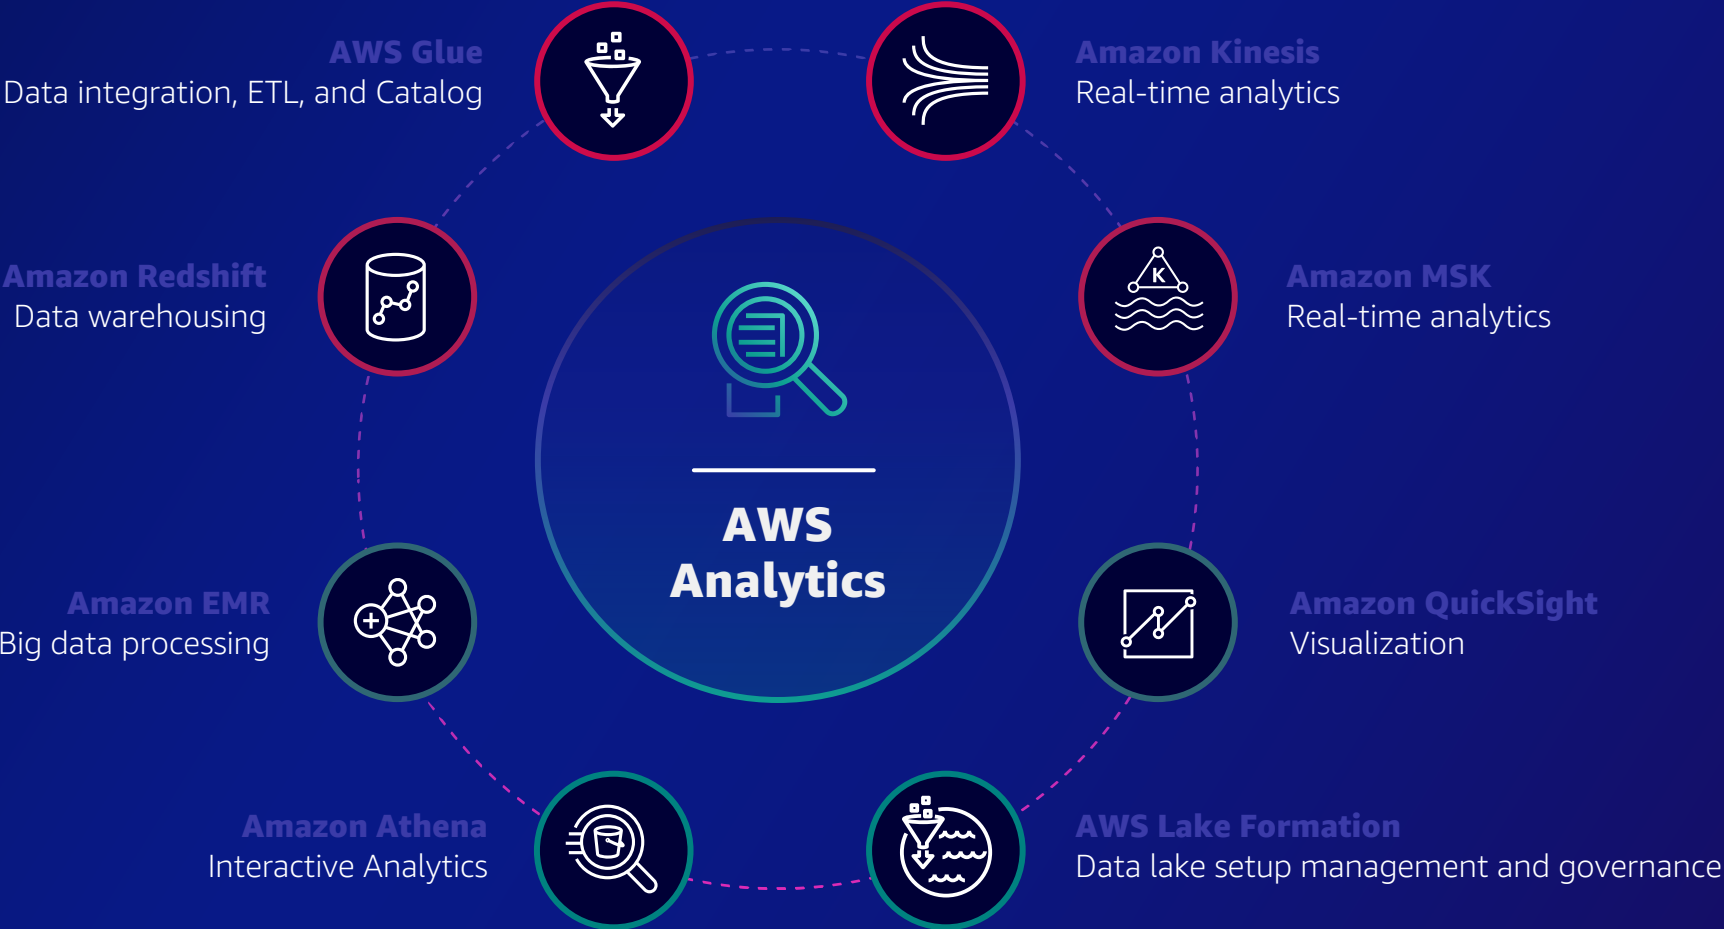 AWS Glue
Data integration, ETL, and Catalog
Amazon Kinesis
Real-time analytics
Amazon Redshift
Data warehousing
K
Amazon MSK
Real-time analytics
AWS
Analytics
Amazon EMR
Big data processing
Amazon QuickSight
Visualization
Amazon Athena
Interactive Analytics
AWS Lake Formation
Data lake setup management and governance